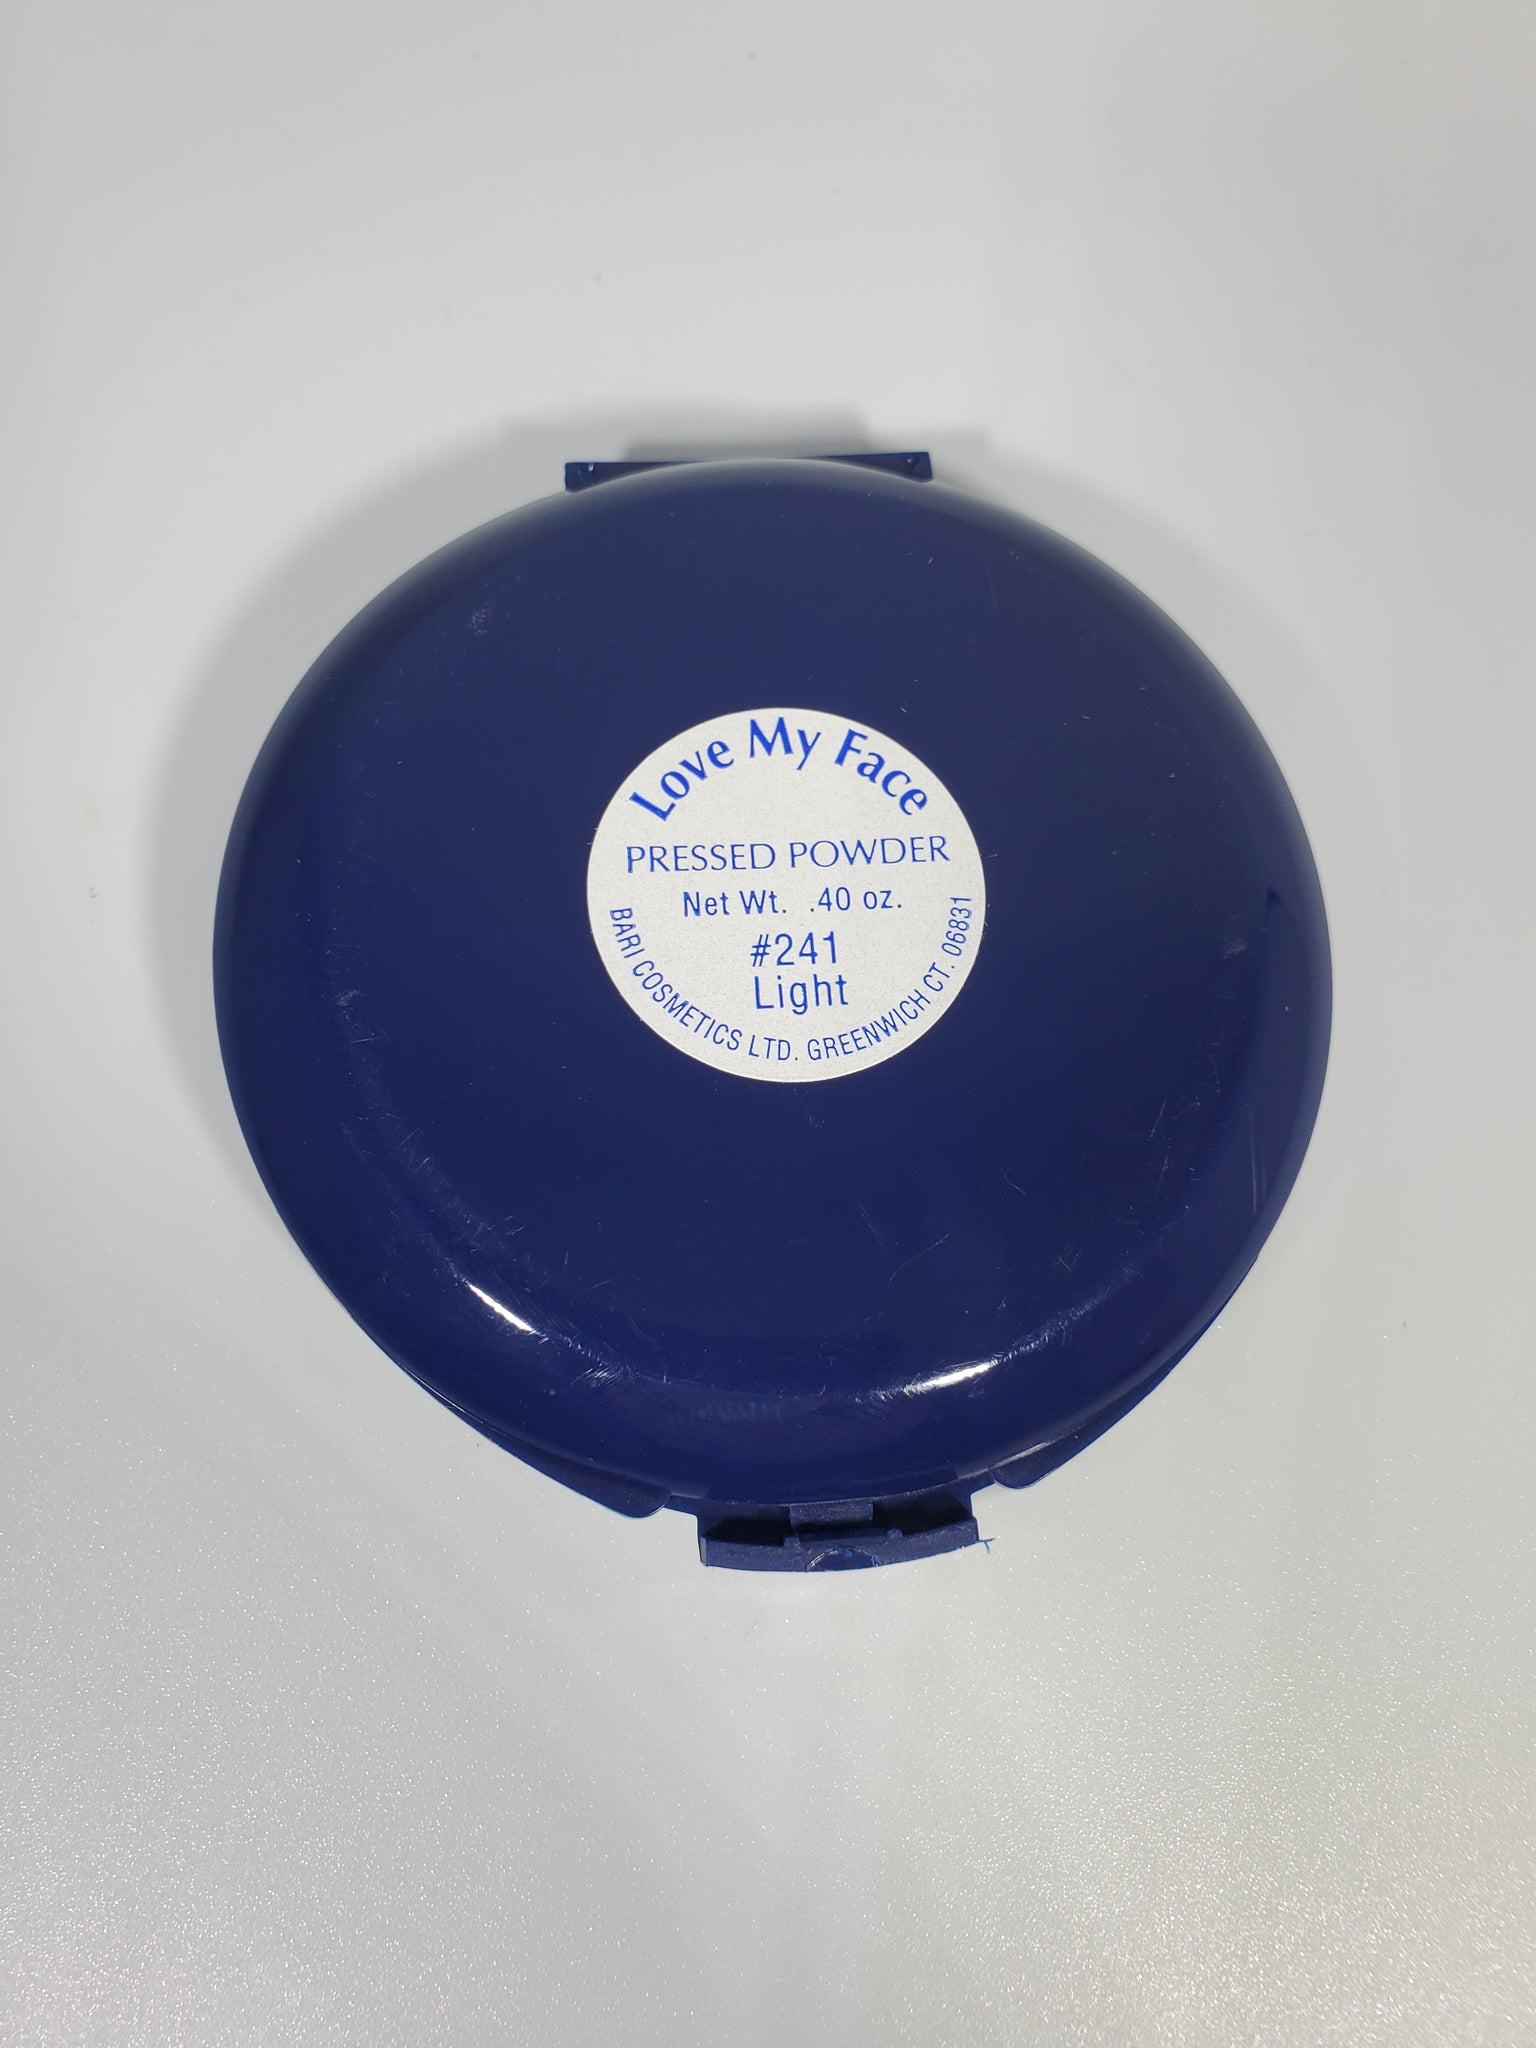 Love My Face
PRESSED POWDER
Net Wt. .40 oz.
#241
Light
BARI COSMETICS LTD. GREENWICH CT. 06831